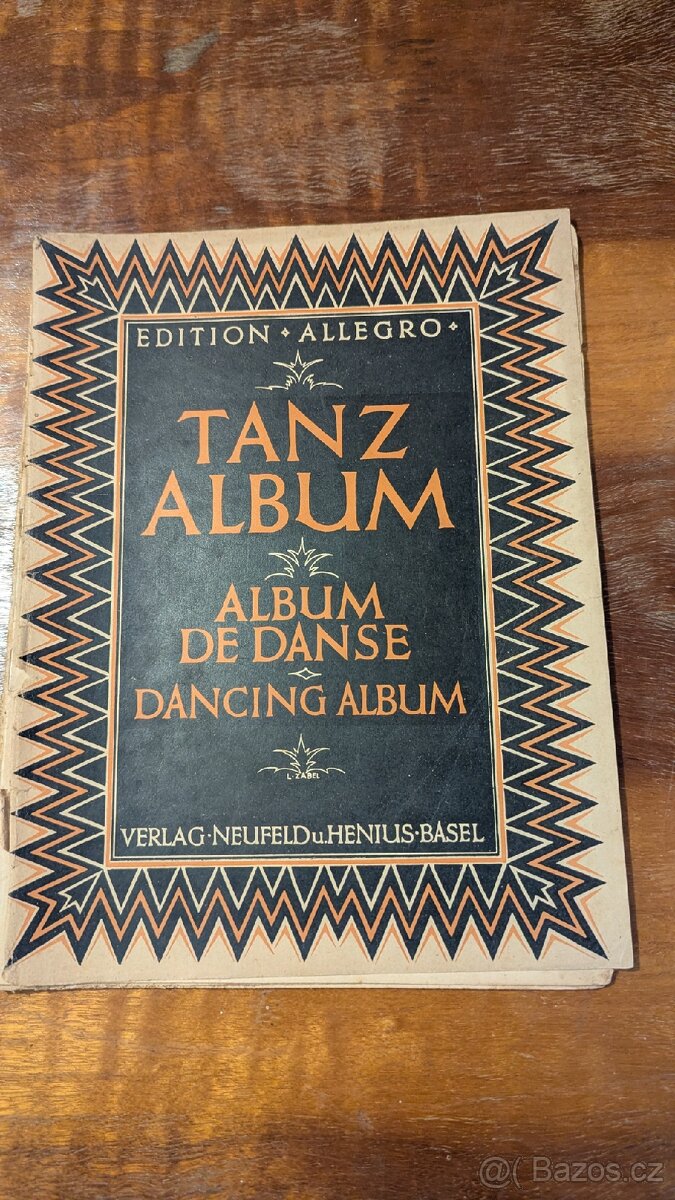 EDITION • ALLEGRO •
TANZ
ALBUM
ALBUM
DE DANSE
DANCING ALBUM
L•ZABEL
VERLAG•NEUFELD u. HENIUS•BASEL
@( Bazos.cz